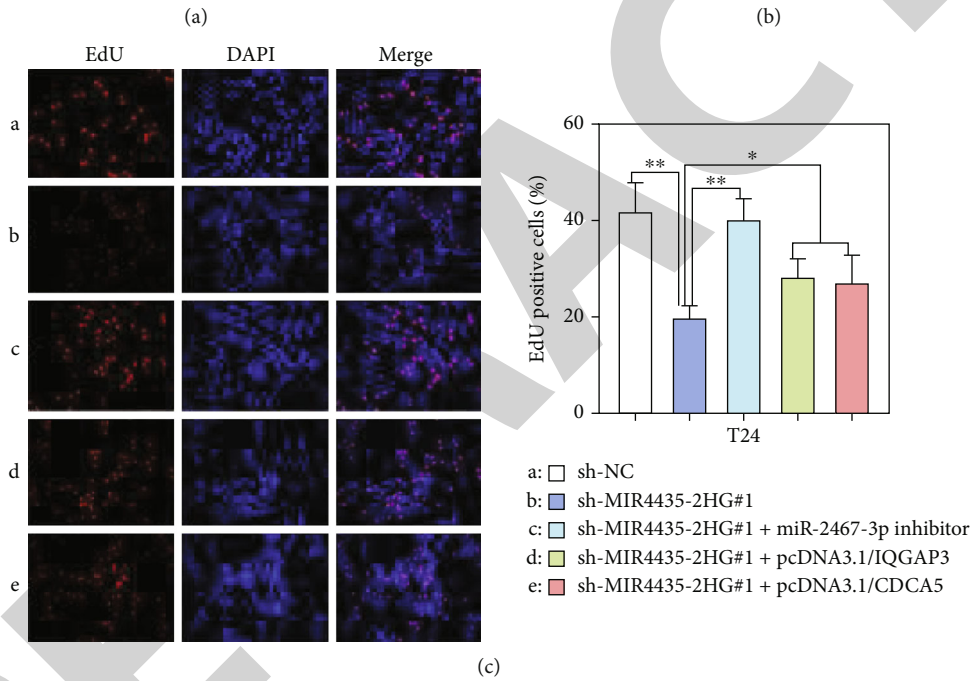 (a)
(b)
EdU
DAPI
Merge
a
b
c
d
e
EdU positive cells (%)
60
40
20
0
**
**
*
T24
a: sh-NC
b: sh-MIR4435-2HG#1
c: sh-MIR4435-2HG#1 + miR-2467-3p inhibitor
d: sh-MIR4435-2HG#1 + pcDNA3.1/IQGAP3
e: sh-MIR4435-2HG#1 + pcDNA3.1/CDCA5
(c)